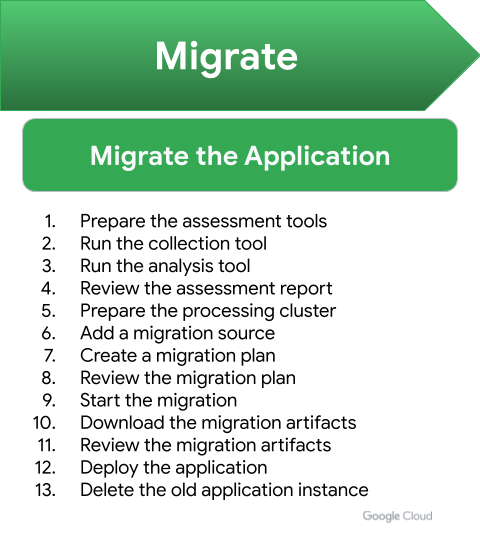 Migrate
Migrate the Application
1. Prepare the assessment tools
2. Run the collection tool
3. Run the analysis tool
4. Review the assessment report
5. Prepare the processing cluster
6. Add a migration source
7. Create a migration plan
8. Review the migration plan
9. Start the migration
10. Download the migration artifacts
11. Review the migration artifacts
12. Deploy the application
13. Delete the old application instance
Google Cloud